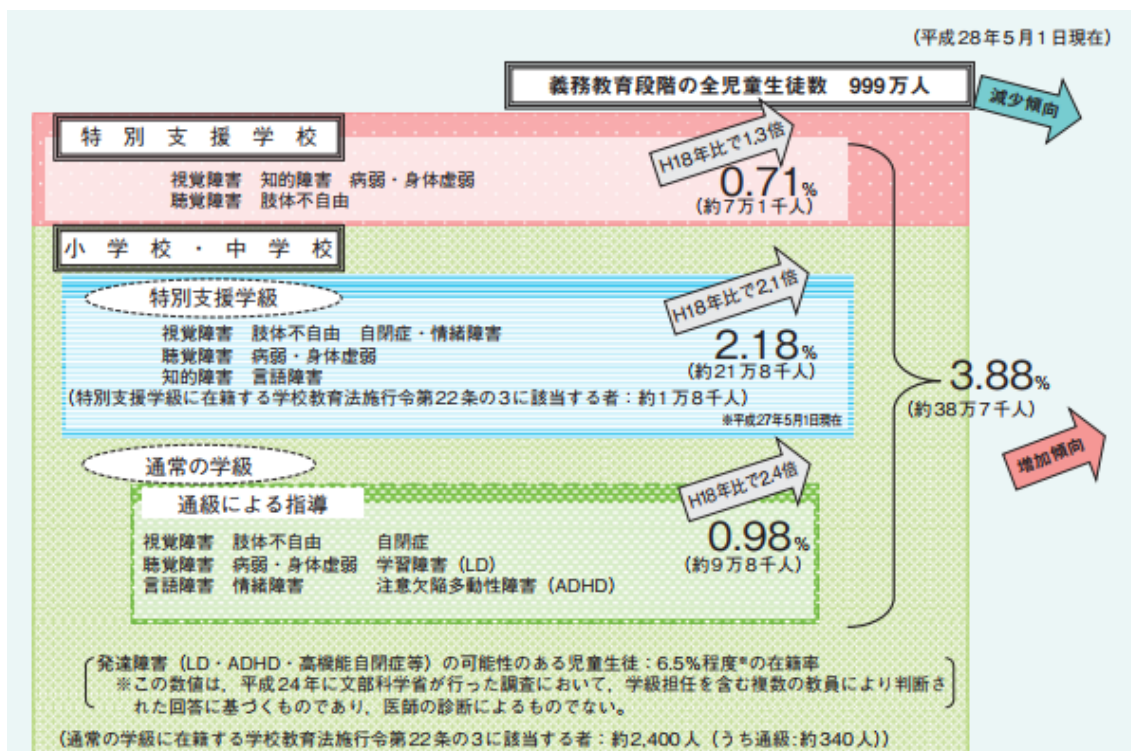 (平成28年5月1日現在)
義務教育段階の全児童生徒数 999万人
減少傾向
特別支援学校
H18年比で1.3倍
視覚障害 知的障害 病弱・身体虚弱
聴覚障害 肢体不自由
0.71%
(約7万1千人)
小学校・中学校
特別支援学級
H18年比で2.1倍
視覚障害 肢体不自由 自閉症・情緒障害
聴覚障害 病弱・身体虚弱
知的障害 言語障害
2.18%
(約21万8千人)
(特別支援学級に在籍する学校教育法施行令第22条の3に該当する者:約1万8千人)
※平成27年5月1日現在
3.88%
(約38万7千人)
増加傾向
通常の学級
通級による指導
H18年比で2.4倍
視覚障害 肢体不自由 自閉症
聴覚障害 病弱・身体虚弱 学習障害(LD)
言語障害 情緒障害 注意欠陥多動性障害(ADHD)
0.98%
(約9万8千人)
発達障害(LD・ADHD・高機能自閉症等)の可能性のある児童生徒:6.5%程度※の在籍率
※この数値は,平成24年に文部科学省が行った調査において,学級担任を含む複数の教員により判断さ
れた回答に基づくものであり,医師の診断によるものでない。
(通常の学級に在籍する学校教育法施行令第22条の3に該当する者:約2,400人(うち通級:約340人))